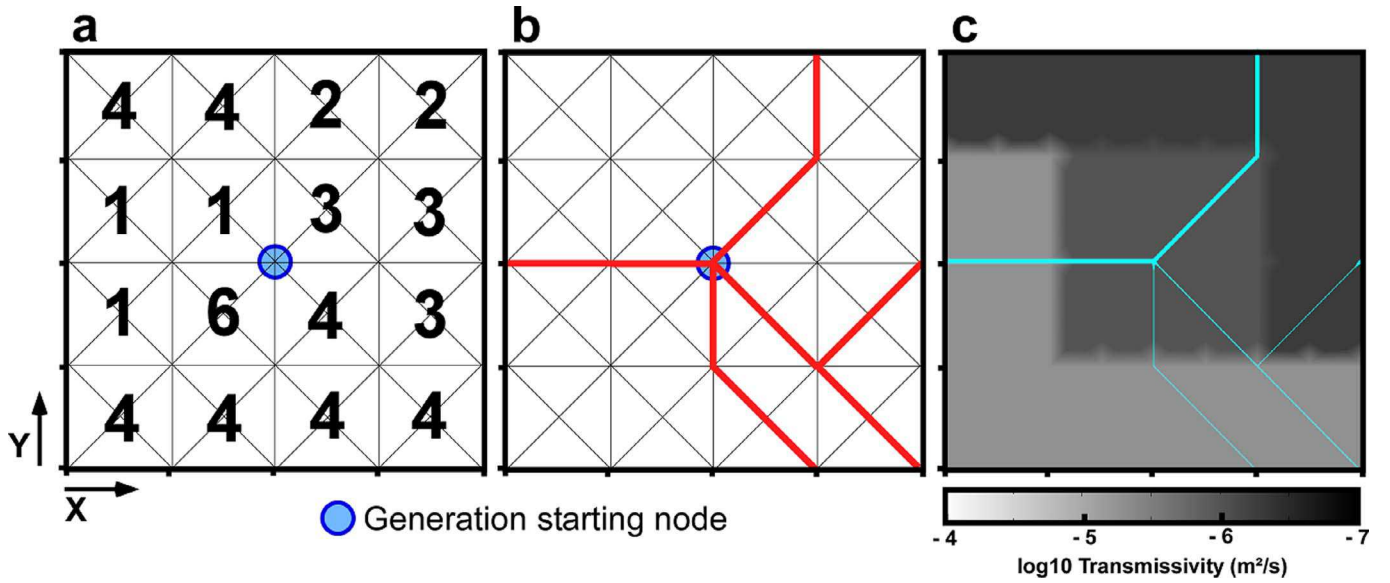 a b c
4 4 2 2
1 1 3 3
1 6 4 3
4 4 4 4
Y
X
Generation starting node
- 4 - 5 - 6 - 7
log10 Transmissivity (m²/s)